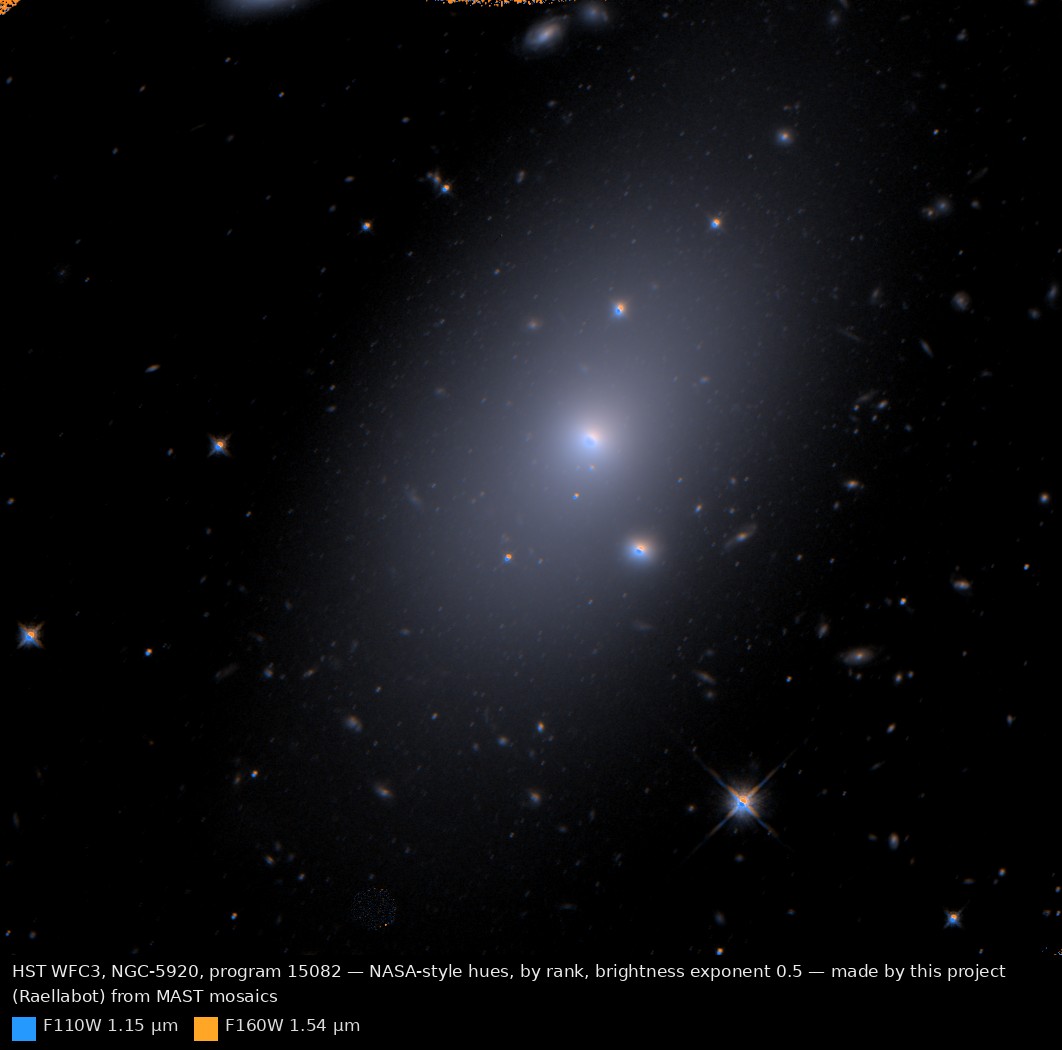 HST WFC3, NGC-5920, program 15082 — NASA-style hues, by rank, brightness exponent 0.5 — made by this project
(Raellabot) from MAST mosaics
F110W 1.15 µm F160W 1.54 µm